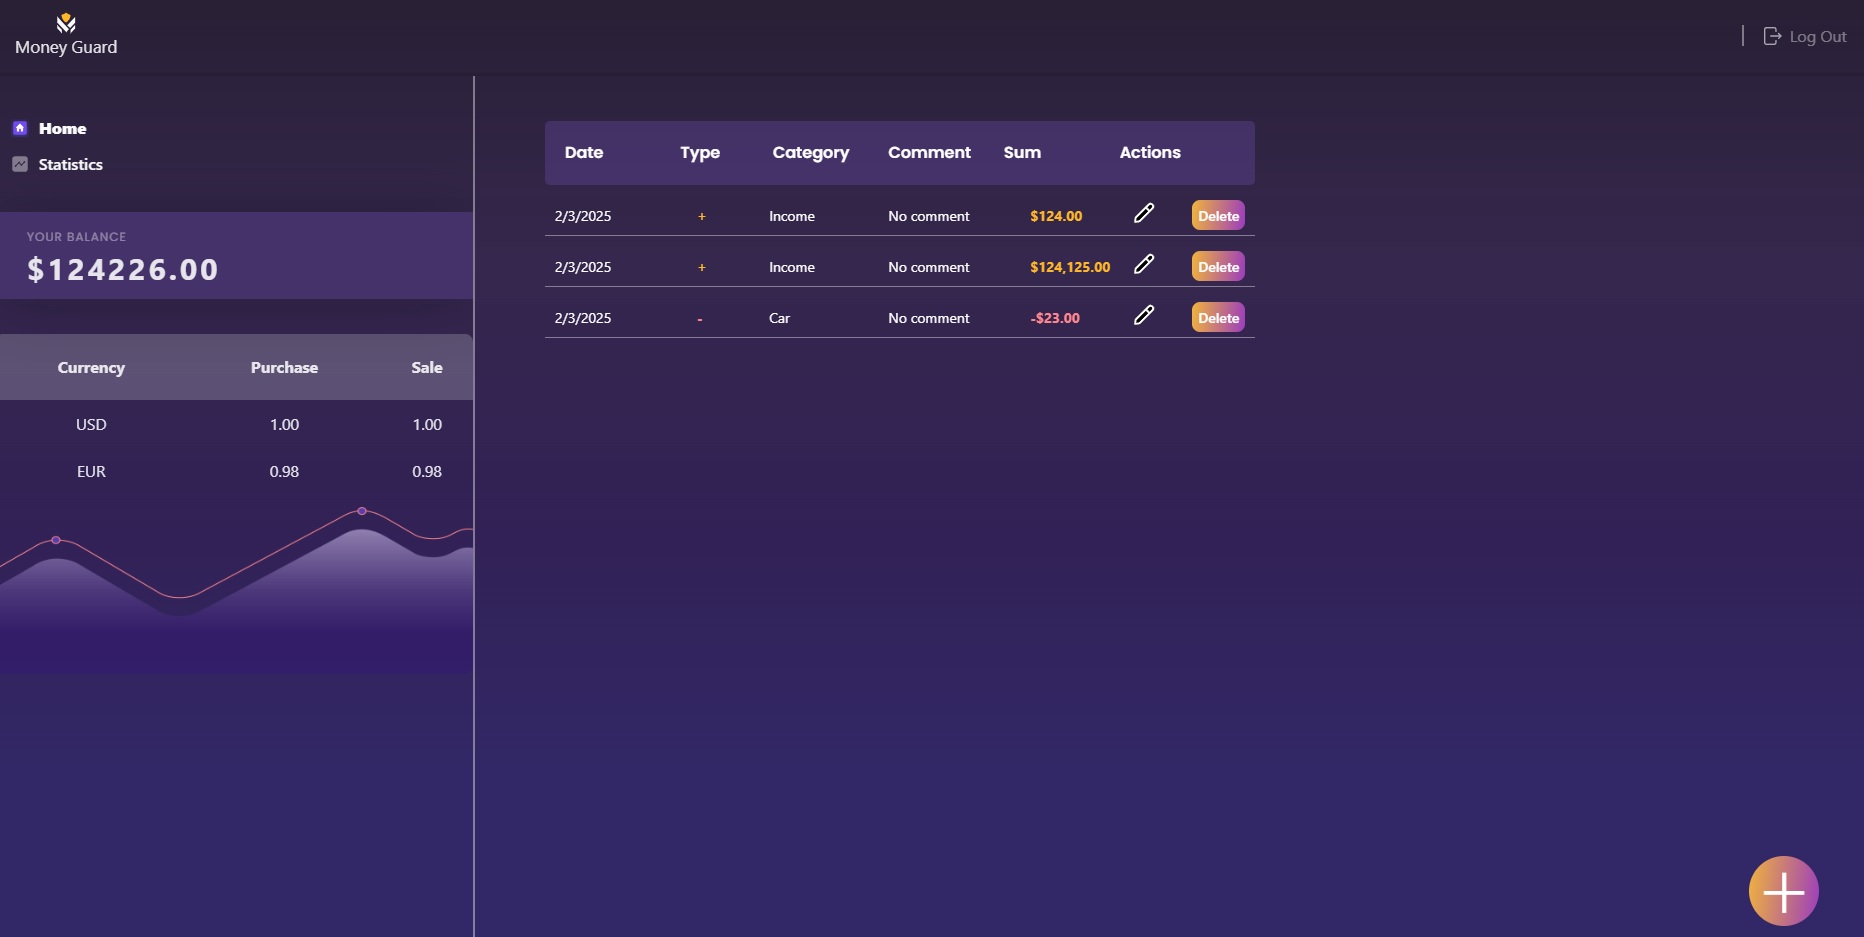 Money Guard
Log Out
Home
Statistics
YOUR BALANCE
$124226.00
Currency Purchase Sale
USD 1.00 1.00
EUR 0.98 0.98
Date Type Category Comment Sum Actions
2/3/2025 + Income No comment $124.00 Delete
2/3/2025 + Income No comment $124,125.00 Delete
2/3/2025 - Car No comment -$23.00 Delete